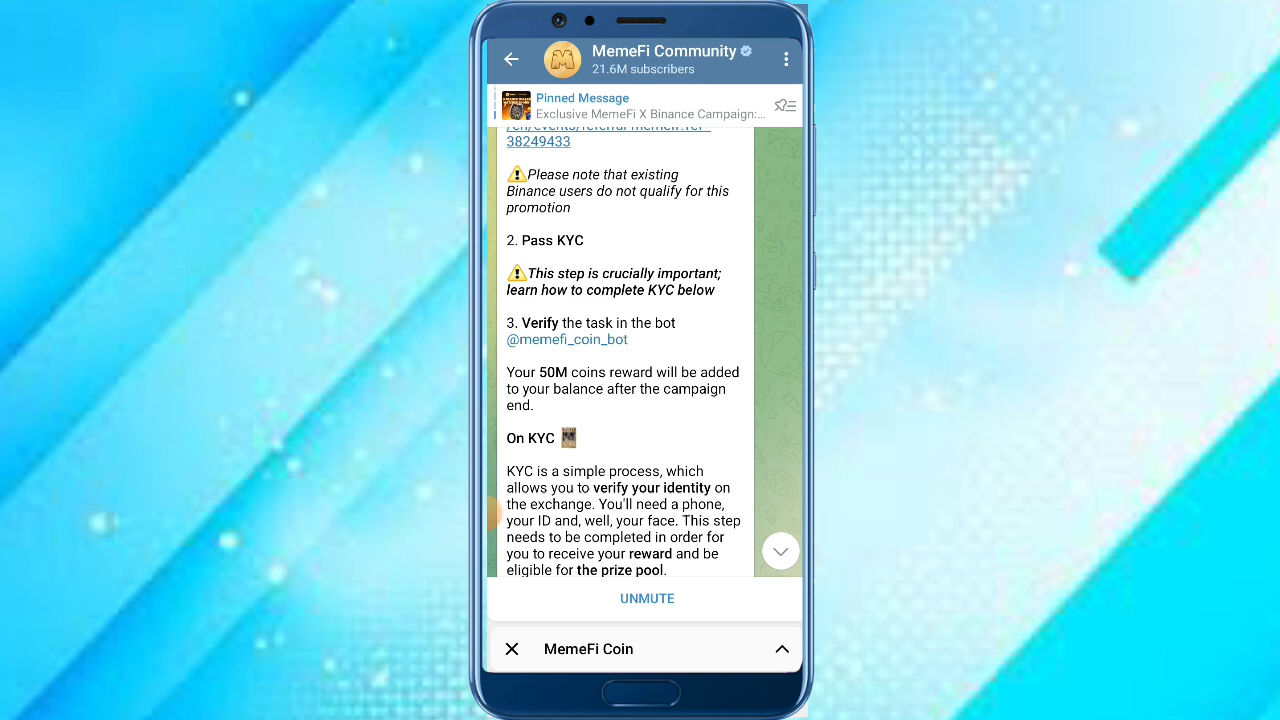 MemeFi Community
21.6M subscribers
Pinned Message
Exclusive MemeFi X Binance Campaign:...
38249433
⚠️Please note that existing
Binance users do not qualify for this
promotion
2. Pass KYC
⚠️This step is crucially important;
learn how to complete KYC below
3. Verify the task in the bot
@memefi_coin_bot
Your 50M coins reward will be added
to your balance after the campaign
end.
On KYC
KYC is a simple process, which
allows you to verify your identity on
the exchange. You'll need a phone,
your ID and, well, your face. This step
needs to be completed in order for
you to receive your reward and be
eligible for the prize pool.
UNMUTE
MemeFi Coin